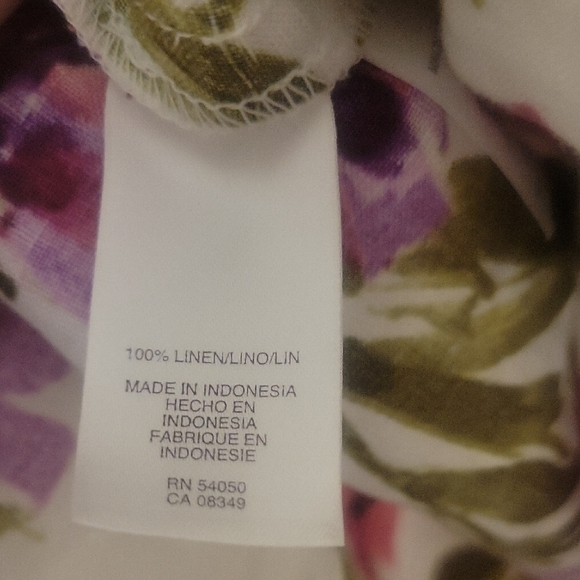 100% LINEN/LINO/LIN
MADE IN INDONESIA
HECHO EN
INDONESIA
FABRIQUE EN
INDONESIE
RN 54050
CA 08349